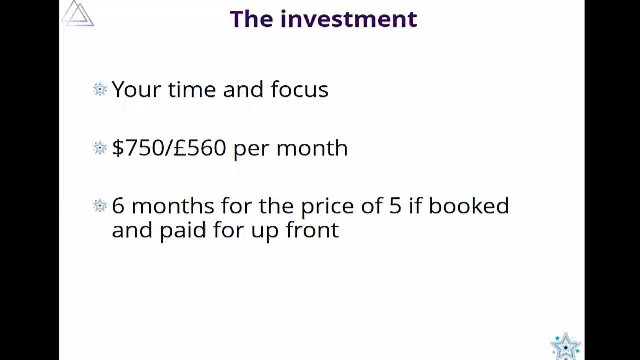 The investment
Your time and focus
$750/£560 per month
6 months for the price of 5 if booked
and paid for up front